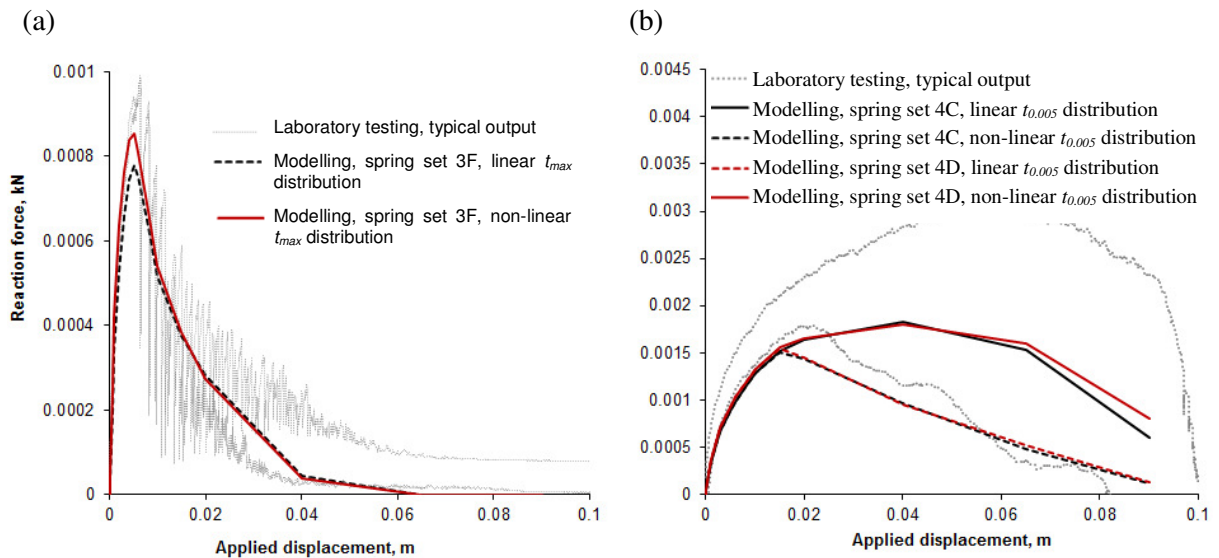 (a)
0.001
0.0008
0.0006
0.0004
0.0002
0
Reaction force, kN
Laboratory testing, typical output
Modelling, spring set 3F, linear tmax
distribution
Modelling, spring set 3F, non-linear
tmax distribution
0
0.02
0.04
0.06
0.08
0.1
Applied displacement, m
(b)
0.0045
0.004
0.0035
0.003
0.0025
0.002
0.0015
0.001
0.0005
0
Laboratory testing, typical output
Modelling, spring set 4C, linear t0.005 distribution
Modelling, spring set 4C, non-linear t0.005 distribution
Modelling, spring set 4D, linear t0.005 distribution
Modelling, spring set 4D, non-linear t0.005 distribution
0
0.02
0.04
0.06
0.08
0.1
Applied displacement, m